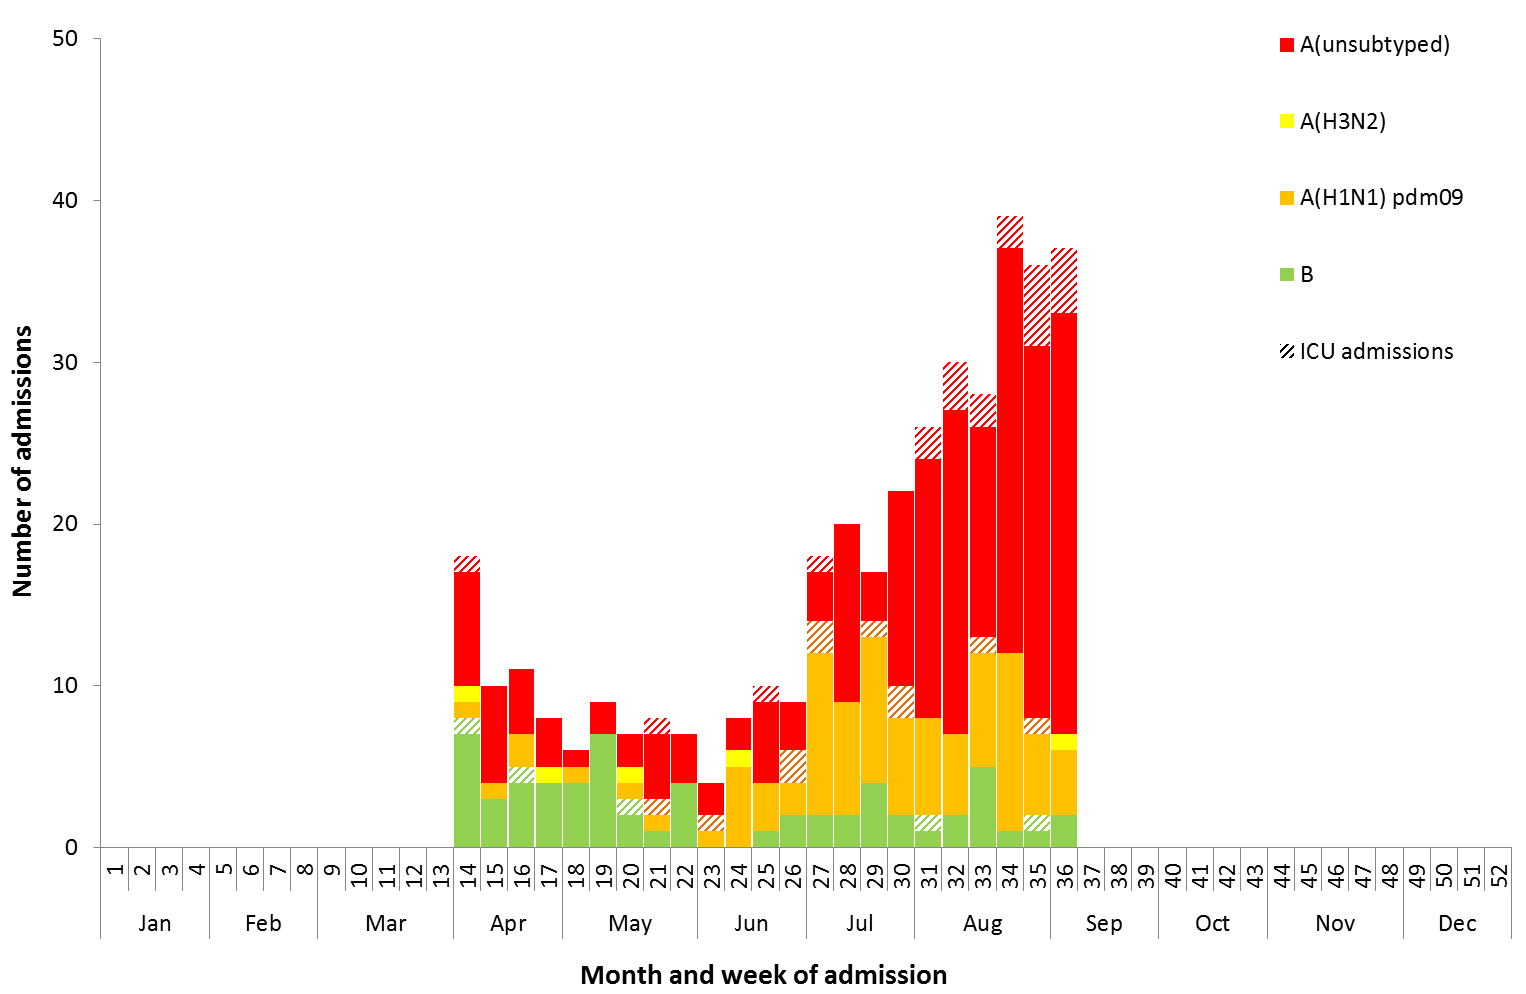 50
40
30
20
10
0
Number of admissions
A(unsubtyped)
A(H3N2)
A(H1N1) pdm09
B
ICU admissions
1 2 3 4 5 6 7 8 9 10 11 12 13 14 15 16 17 18 19 20 21 22 23 24 25 26 27 28 29 30 31 32 33 34 35 36 37 38 39 40 41 42 43 44 45 46 47 48 49 50 51 52
Jan Feb Mar Apr May Jun Jul Aug Sep Oct Nov Dec
Month and week of admission